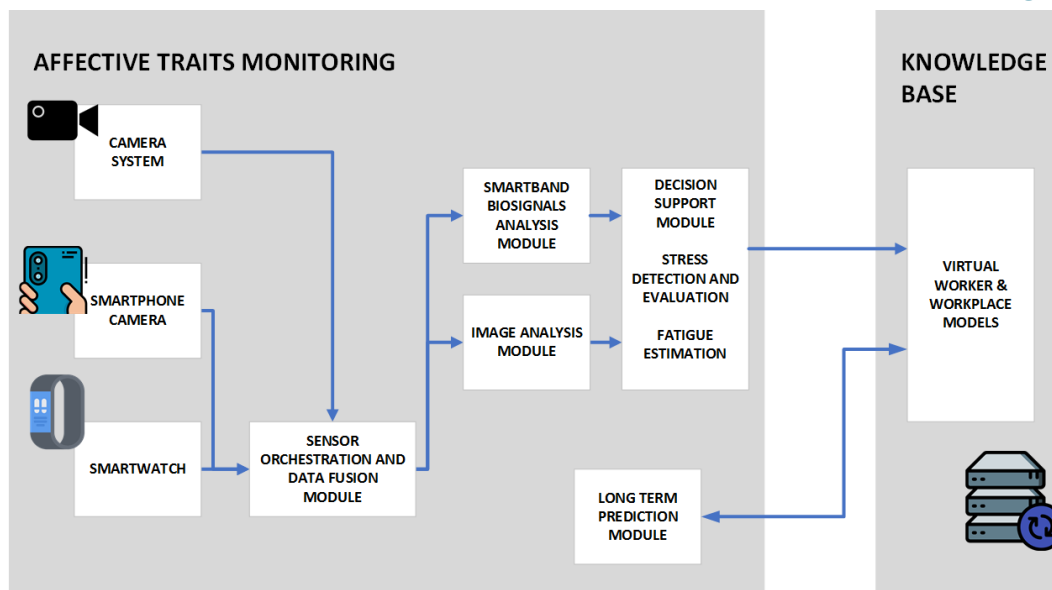 AFFECTIVE TRAITS MONITORING
KNOWLEDGE
BASE
CAMERA
SYSTEM
SMARTPHONE
CAMERA
SMARTWATCH
SENSOR
ORCHESTRATION AND
DATA FUSION
MODULE
SMARTBAND
BIOSIGNALS
ANALYSIS
MODULE
IMAGE ANALYSIS
MODULE
DECISION
SUPPORT
MODULE
STRESS
DETECTION AND
EVALUATION
FATIGUE
ESTIMATION
LONG TERM
PREDICTION
MODULE
VIRTUAL
WORKER &
WORKPLACE
MODELS